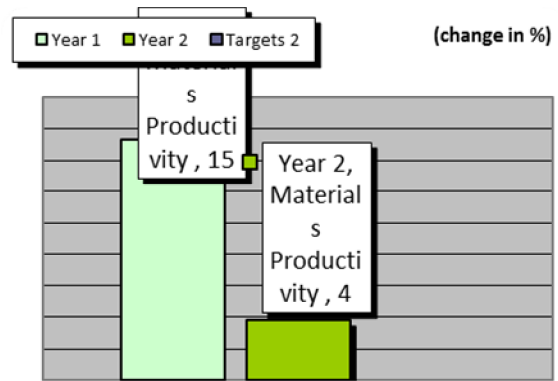 Year 1 Year 2 Targets 2
(change in %)
s
Producti
vity , 15
Year 2,
Material
s
Producti
vity , 4